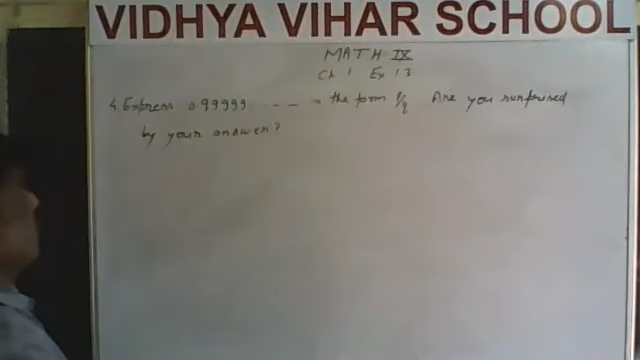 VIDHYA VIHAR SCHOOL
MATH IX
Ch 1 Ex 1.3
4 Express 0.99999..... in the form p/q Are you surprised
by your answer?